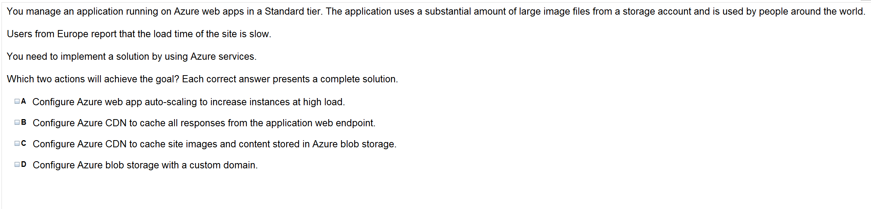 You manage an application running on Azure web apps in a Standard tier. The application uses a substantial amount of large image files from a storage account and is used by people around the world.
Users from Europe report that the load time of the site is slow.
You need to implement a solution by using Azure services.
Which two actions will achieve the goal? Each correct answer presents a complete solution.
A Configure Azure web app auto-scaling to increase instances at high load.
B Configure Azure CDN to cache all responses from the application web endpoint.
C Configure Azure CDN to cache site images and content stored in Azure blob storage.
D Configure Azure blob storage with a custom domain.